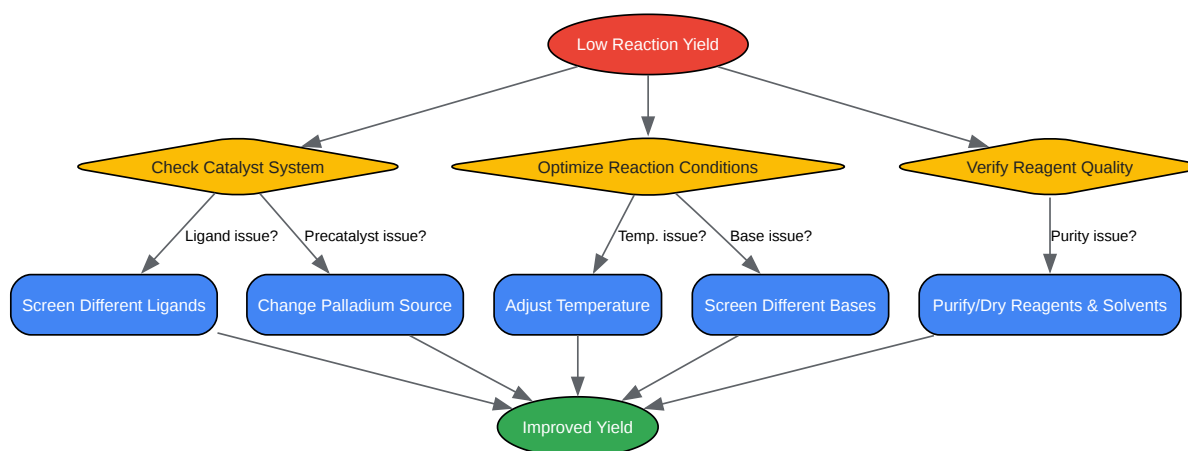 Low Reaction Yield
Check Catalyst System
Optimize Reaction Conditions
Verify Reagent Quality
Ligand issue?
Precatalyst issue?
Temp. issue?
Base issue?
Purity issue?
Screen Different Ligands
Change Palladium Source
Adjust Temperature
Screen Different Bases
Purify/Dry Reagents & Solvents
Improved Yield